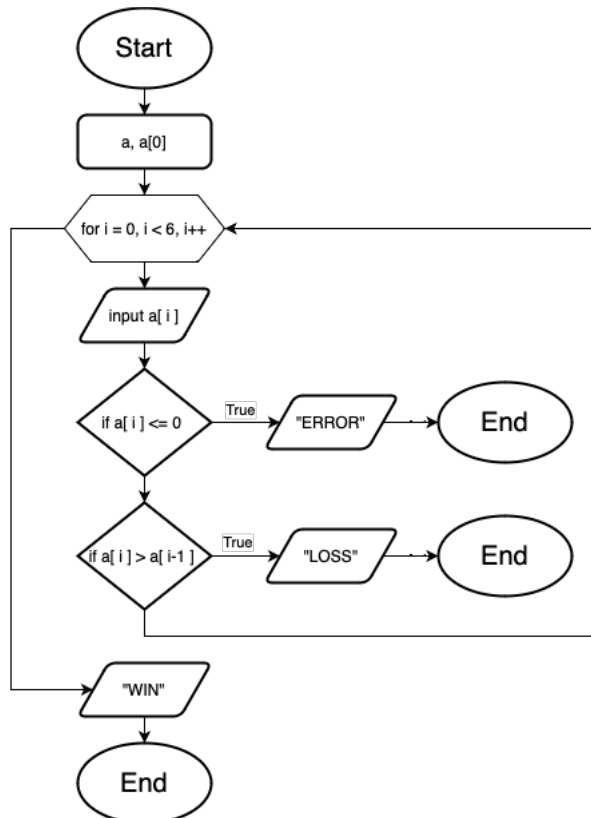 Start
a, a[0]
for i = 0, i < 6, i++
input a[ i ]
if a[ i ] <= 0
True
"ERROR"
End
if a[ i ] > a[ i-1 ]
True
"LOSS"
End
"WIN"
End